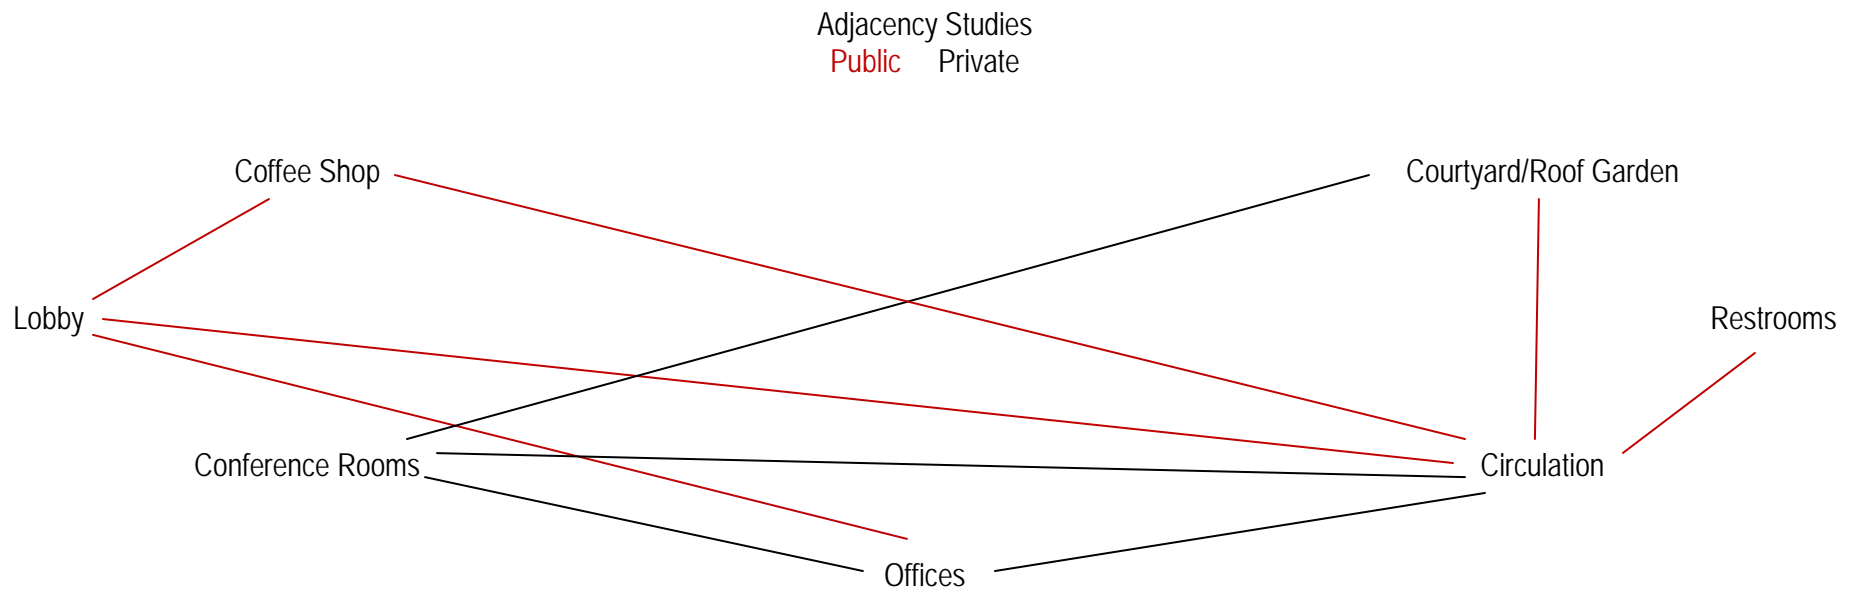 Adjacency Studies
Public Private
Coffee Shop
Courtyard/Roof Garden
Lobby
Restrooms
Conference Rooms
Circulation
Offices